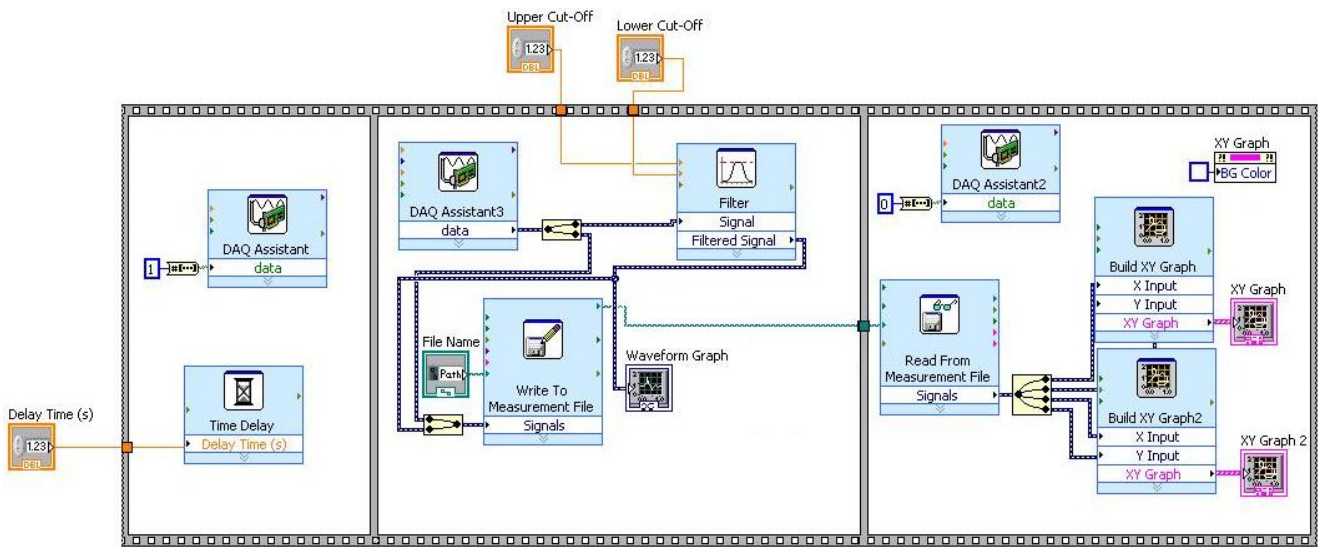 Upper Cut-Off
Lower Cut-Off
1.23
DBL
1.23
DBL
DAQ Assistant
data
1
Delay Time (s)
1.23
DBL
Time Delay
Delay Time (s)
DAQ Assistant3
data
Filter
Signal
Filtered Signal
File Name
Path
Write To
Measurement File
Signals
Waveform Graph
DAQ Assistant2
data
0
XY Graph
BG Color
Read From
Measurement File
Signals
Build XY Graph
X Input
Y Input
XY Graph
XY Graph
Build XY Graph2
X Input
Y Input
XY Graph
XY Graph 2